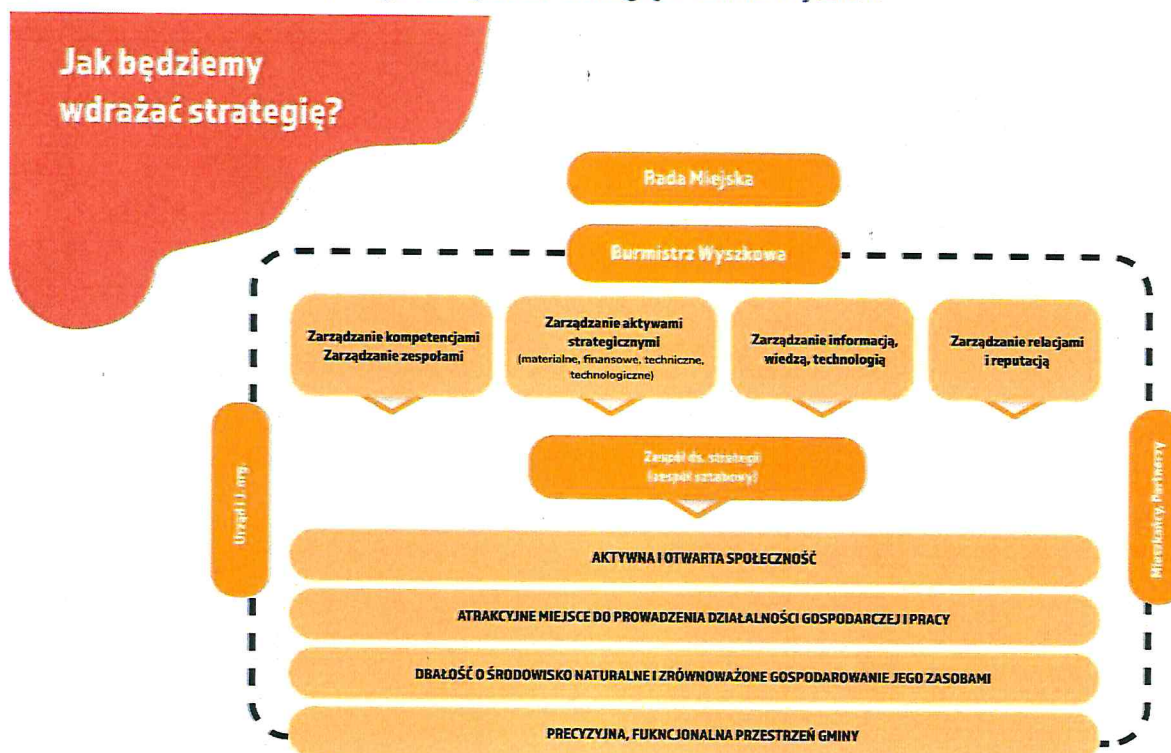 Jak będziemy
wdrażać strategię?
Rada Miejska
Burmistrz Wyszkowa
Zarządzanie kompetencjami
Zarządzanie zespołami
Zarządzanie aktywami
strategicznymi
(materialne, finansowe, techniczne,
technologiczne)
Zarządzanie informacją,
wiedzą, technologią
Zarządzanie relacjami
i reputacją
Urząd i J. org.
Zespół ds. strategii
(zespół sztabowy)
Mieszkańcy, Partnerzy
AKTYWNA I OTWARTA SPOŁECZNOŚĆ
ATRAKCYJNE MIEJSCE DO PROWADZENIA DZIAŁALNOŚCI GOSPODARCZEJ I PRACY
DBAŁOŚĆ O ŚRODOWISKO NATURALNE I ZRÓWNOWAŻONE GOSPODAROWANIE JEGO ZASOBAMI
PRECYZYJNA, FUKNCJONALNA PRZESTRZEŃ GMINY